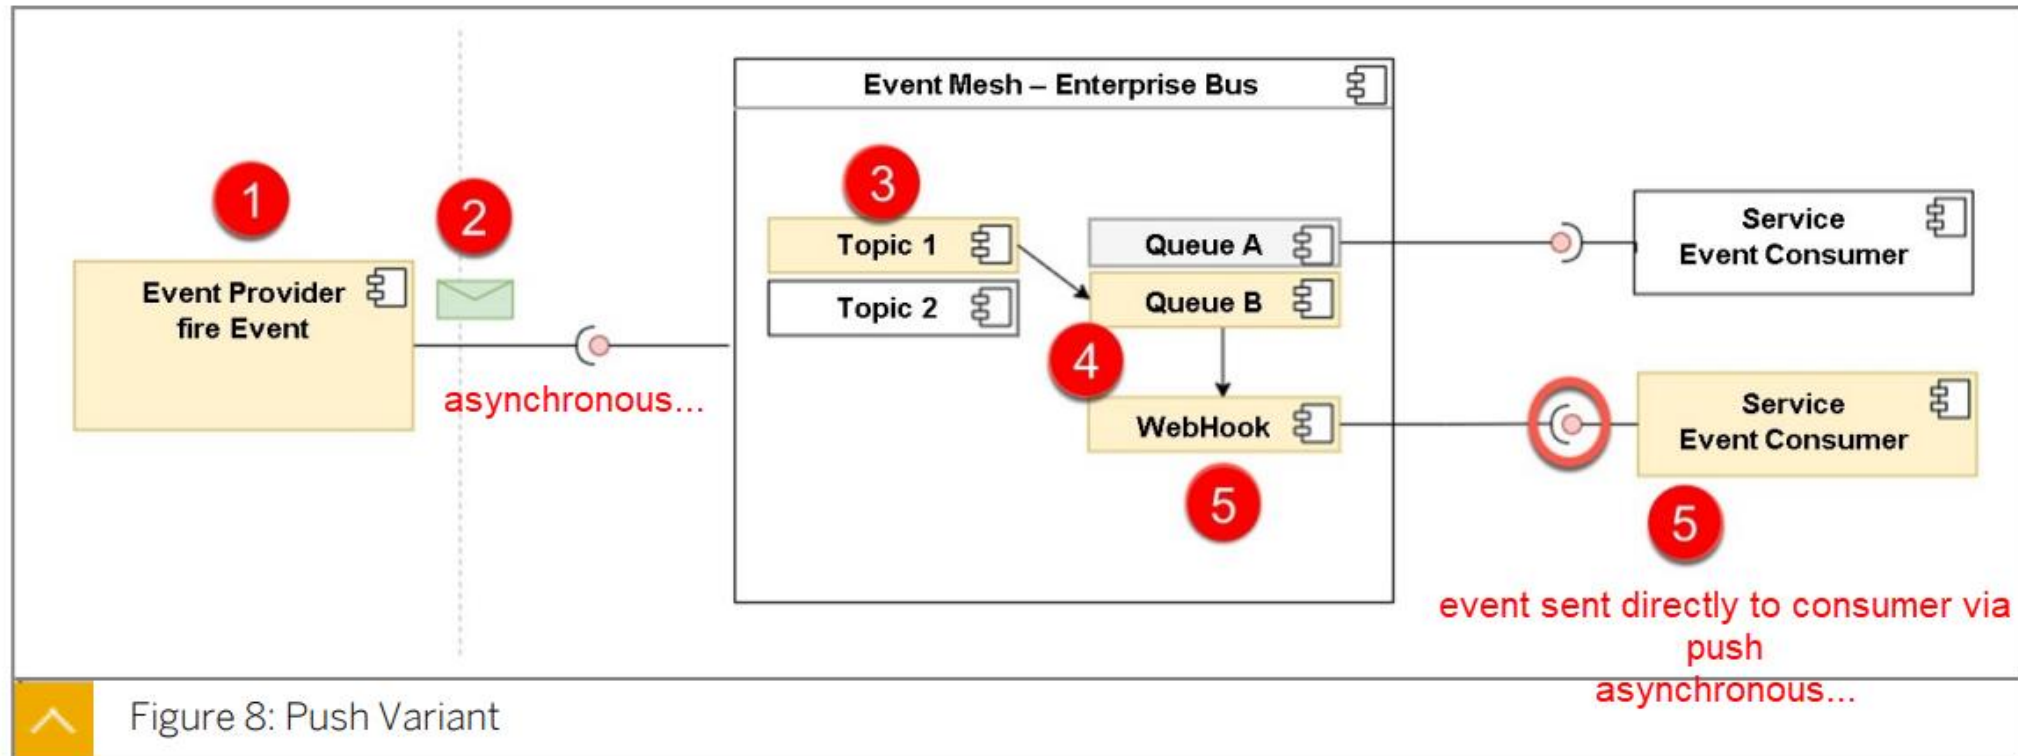 Event Mesh – Enterprise Bus
1
2
3
Event Provider
fire Event
asynchronous...
Topic 1
Topic 2
Queue A
Queue B
4
WebHook
5
Service
Event Consumer
Service
Event Consumer
5
event sent directly to consumer via
push
asynchronous...
Figure 8: Push Variant